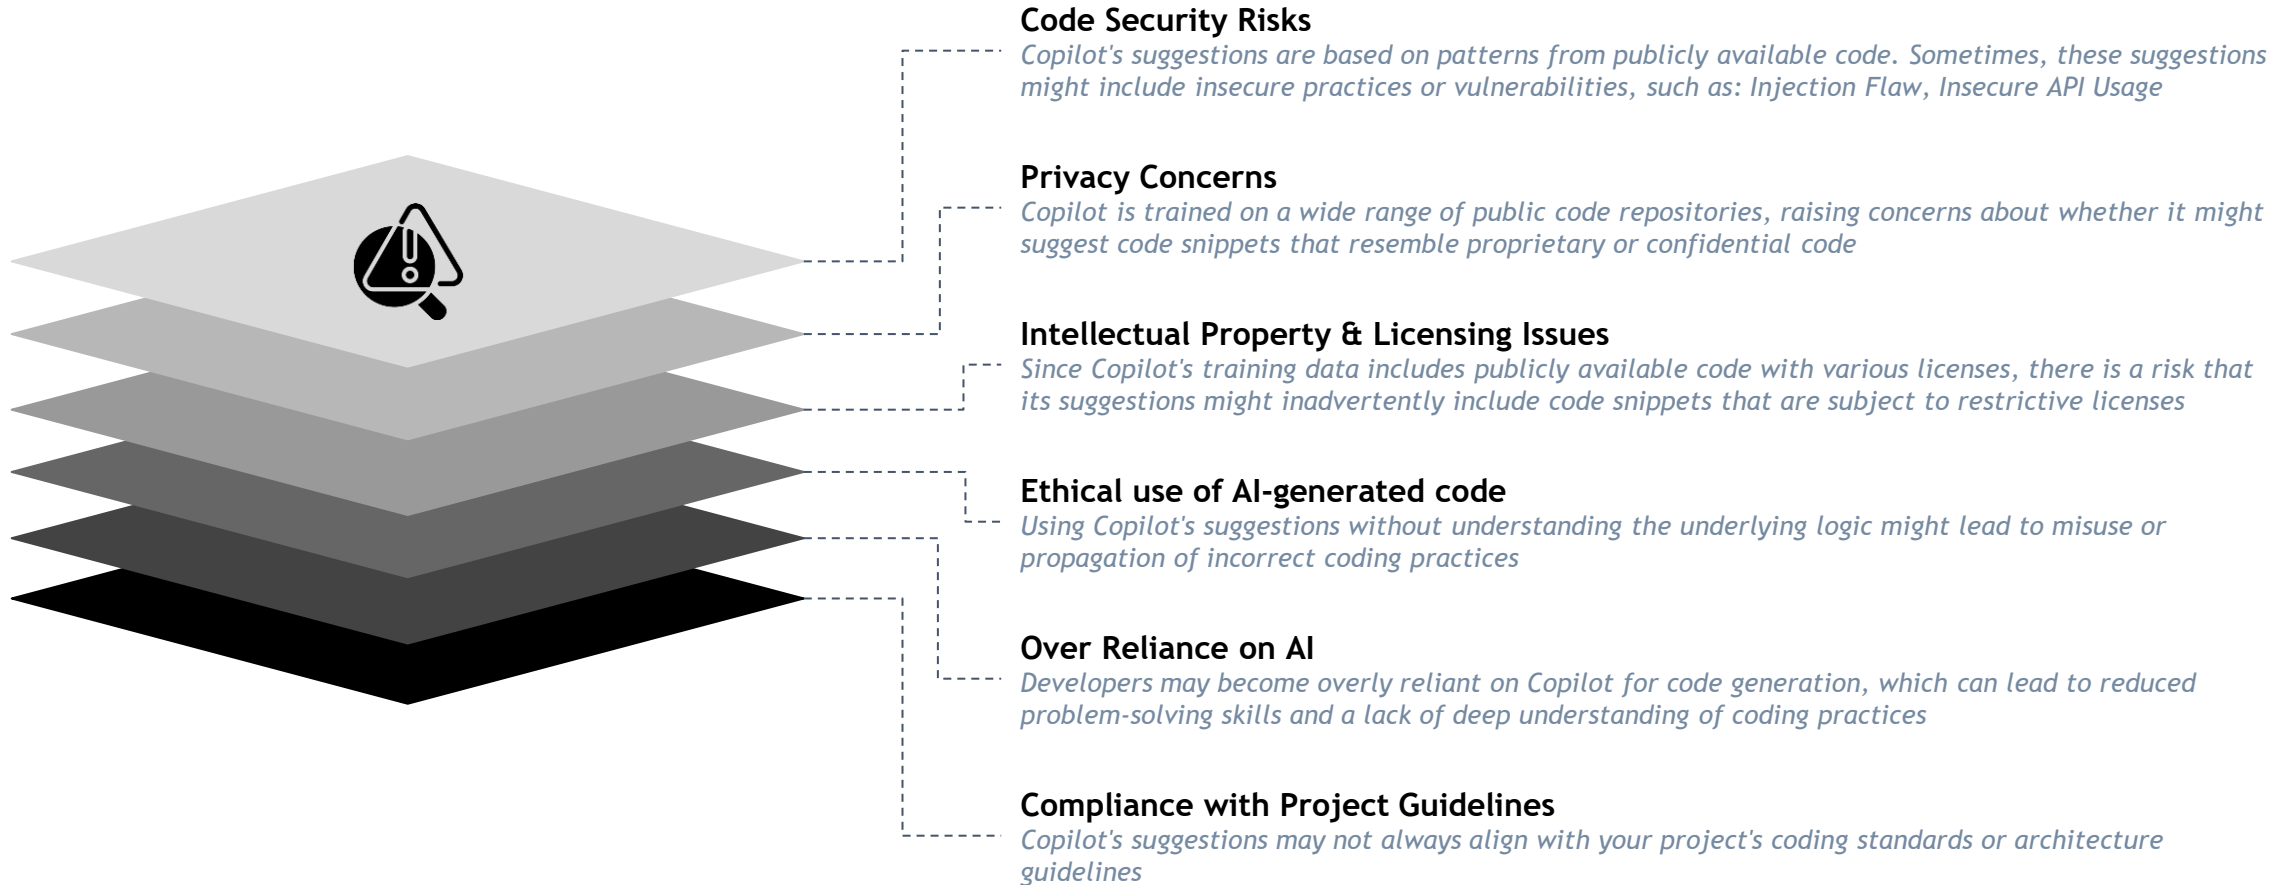 Code Security Risks
Copilot's suggestions are based on patterns from publicly available code. Sometimes, these suggestions
might include insecure practices or vulnerabilities, such as: Injection Flaw, Insecure API Usage
Privacy Concerns
Copilot is trained on a wide range of public code repositories, raising concerns about whether it might
suggest code snippets that resemble proprietary or confidential code
Intellectual Property & Licensing Issues
Since Copilot's training data includes publicly available code with various licenses, there is a risk that
its suggestions might inadvertently include code snippets that are subject to restrictive licenses
Ethical use of AI-generated code
Using Copilot's suggestions without understanding the underlying logic might lead to misuse or
propagation of incorrect coding practices
Over Reliance on AI
Developers may become overly reliant on Copilot for code generation, which can lead to reduced
problem-solving skills and a lack of deep understanding of coding practices
Compliance with Project Guidelines
Copilot's suggestions may not always align with your project's coding standards or architecture
guidelines